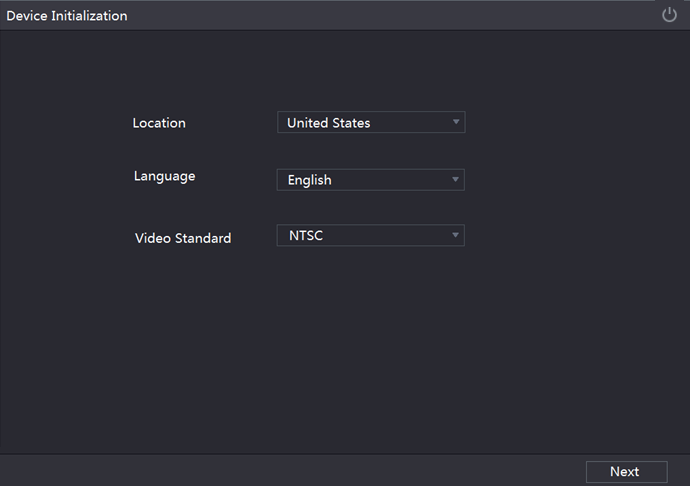 Device Initialization
Location United States
Language English
Video Standard NTSC
Next